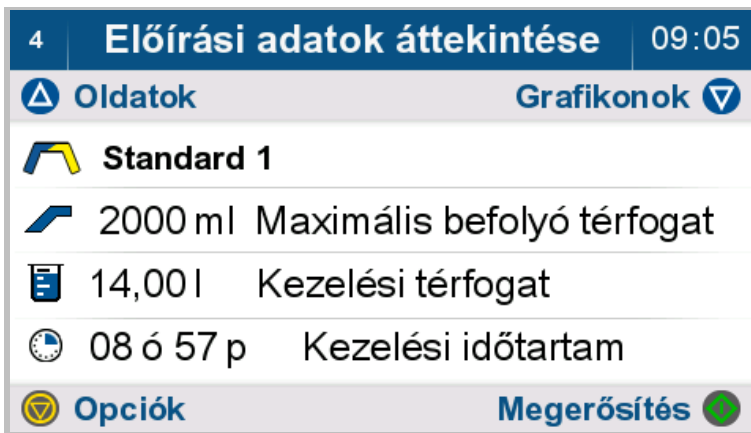 4 Előírási adatok áttekintése 09:05
Oldatok Grafikonok
Standard 1
2000 ml Maximális befolyó térfogat
14,00 l Kezelési térfogat
08 ó 57 p Kezelési időtartam
Opciók Megerősítés